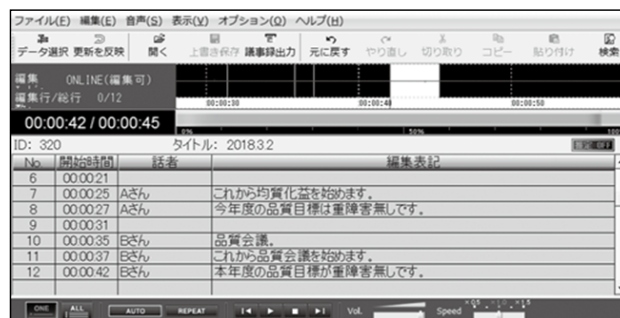 ファイル(E) 編集(E) 音声(S) 表示(V) オプション(O) ヘルプ(H)
データ選択 更新を反映 開く 上書き保存 議事録出力 元に戻す やり直し 切り取り コピー 貼り付け 検索
編集 ONLINE(編集可)
編集行/総行 0/12
00:00:30 00:00:40 00:00:50
00:00:42 / 00:00:45
0% 50% 100
ID: 320 タイトル: 2018.3.2
No 開始時間 話者 編集表記
6 00:00:21
7 00:00:25 Aさん これから均質化益を始めます。
8 00:00:27 Aさん 今年度の品質目標は重障害無しです。
9 00:00:31
10 00:00:35 Bさん 品質会議。
11 00:00:37 Bさん これから品質会議を始めます。
12 00:00:42 Bさん 本年度の品質目標が重障害無しです。
ONE ALL AUTO REPEAT Vol. Speed ×0.5 ×1.0 ×1.5